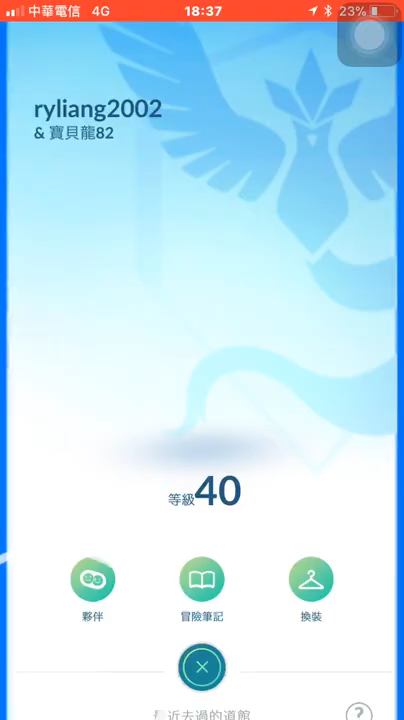 中華電信 4G 18:37 23%
ryliang2002
& 寶貝龍82
等級40
夥伴 冒險筆記 換裝
最近去過的道館 ?